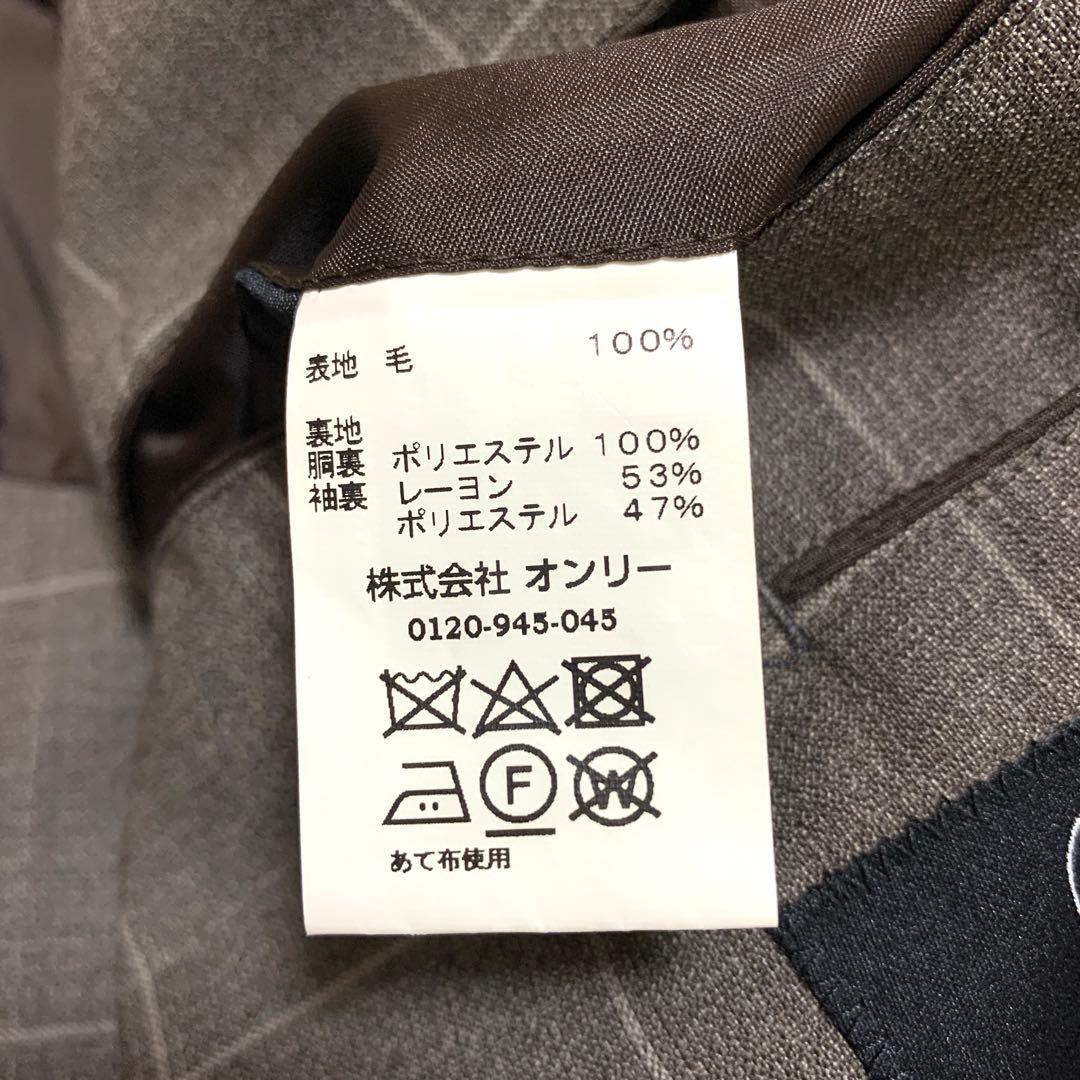 表地 毛 100%
裏地
胴裏 ポリエステル 100%
袖裏 レーヨン 53%
ポリエステル 47%
株式会社 オンリー
0120-945-045
F W
あて布使用